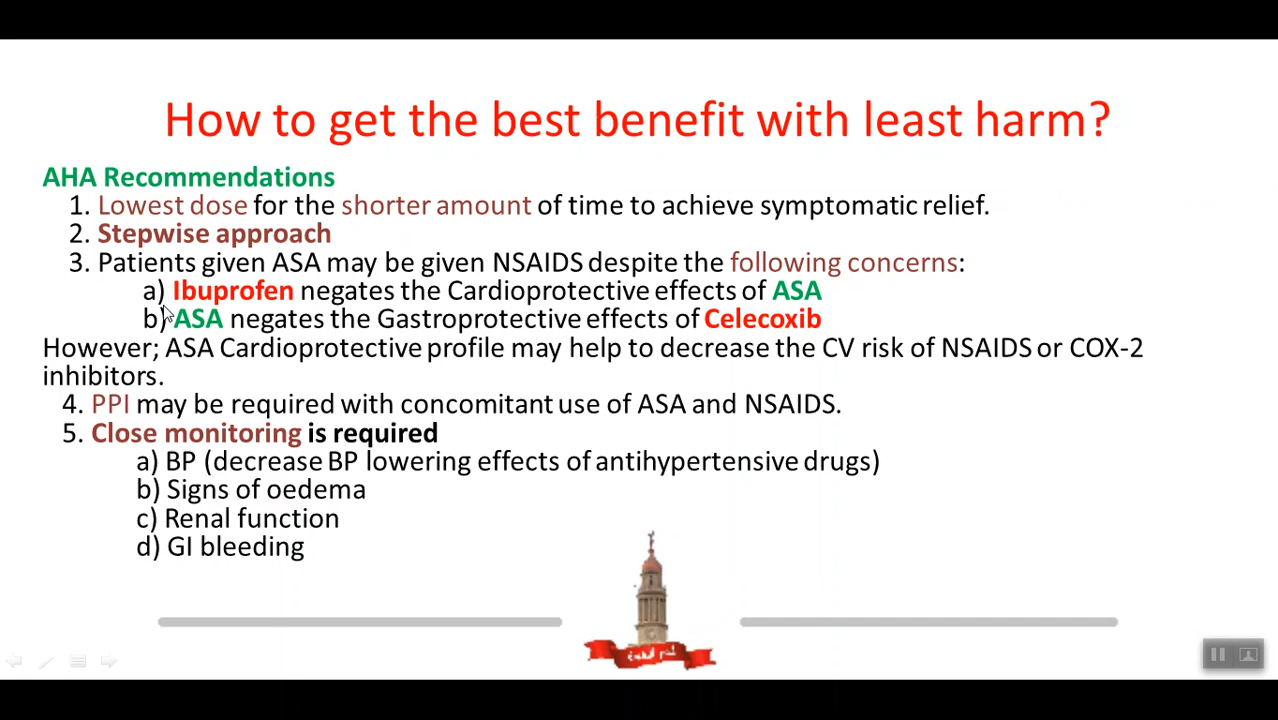 How to get the best benefit with least harm?
AHA Recommendations
1. Lowest dose for the shorter amount of time to achieve symptomatic relief.
2. Stepwise approach
3. Patients given ASA may be given NSAIDS despite the following concerns:
a) Ibuprofen negates the Cardioprotective effects of ASA
b) ASA negates the Gastroprotective effects of Celecoxib
However; ASA Cardioprotective profile may help to decrease the CV risk of NSAIDS or COX-2
inhibitors.
4. PPI may be required with concomitant use of ASA and NSAIDS.
5. Close monitoring is required
a) BP (decrease BP lowering effects of antihypertensive drugs)
b) Signs of oedema
c) Renal function
d) GI bleeding